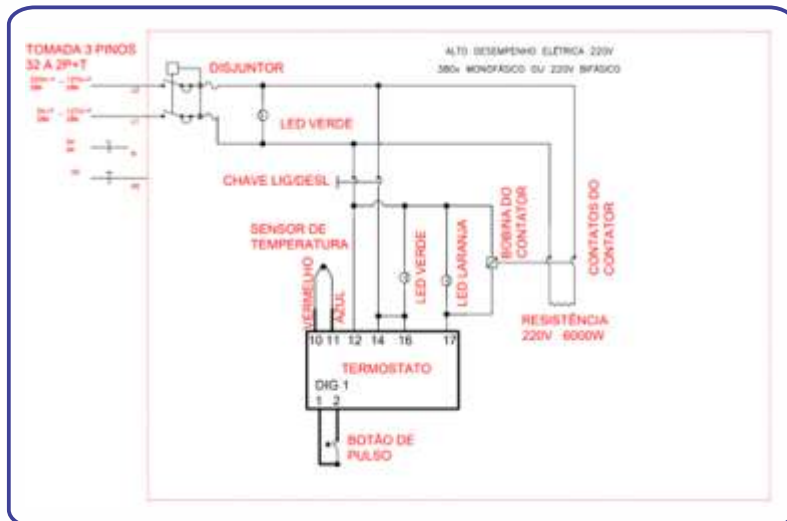 TOMADA 3 PINOS
32 A 2P+T
DISJUNTOR
ALTO DESEMPENHO ELÉTRICA 220V
380v MONOFÁSICO OU 220V BIFÁSICO
LED VERDE
CHAVE LIG/DESL
SENSOR DE
TEMPERATURA
VERMELHO
AZUL
LED VERDE
LED LARANJA
BOBINA DO
CONTATOR
CONTATOS DO
CONTATOR
RESISTÊNCIA
220V -6000W
10 11 12 14 16 17
TERMOSTATO
DIG 1
1 2
BOTÃO DE
PULSO